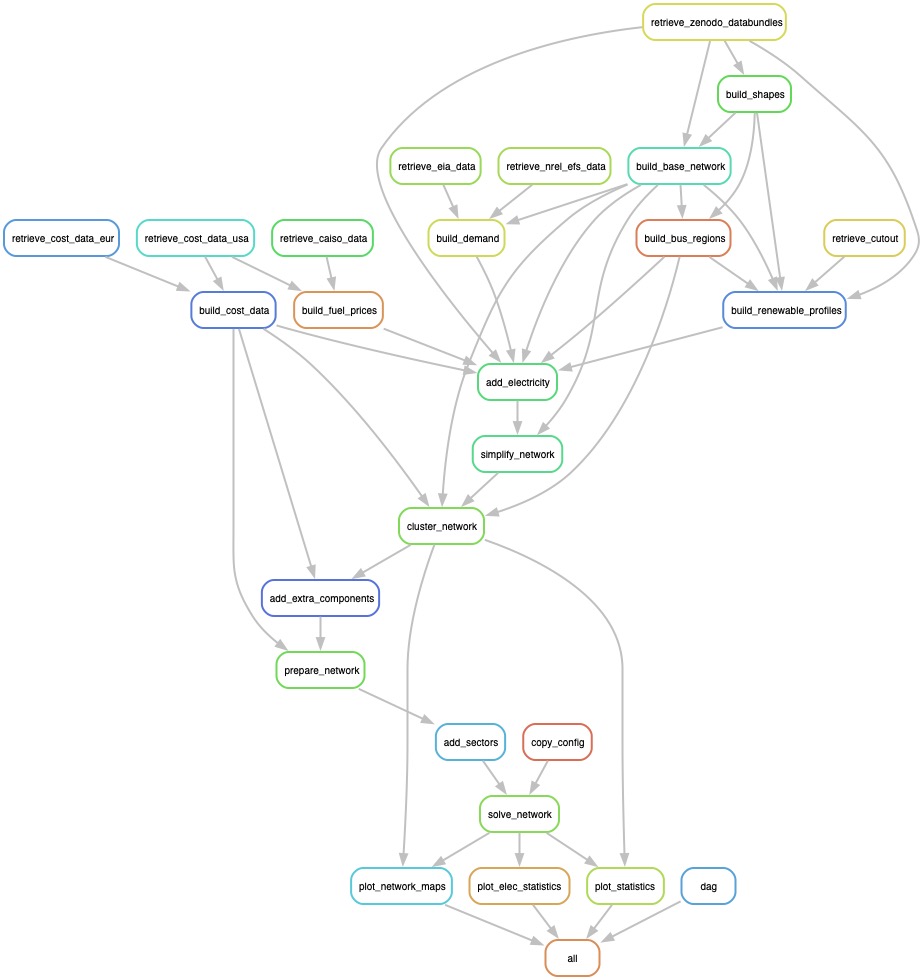 retrieve_zenodo_databundles
build_shapes
retrieve_eia_data
retrieve_nrel_efs_data
build_base_network
retrieve_cost_data_eur
retrieve_cost_data_usa
retrieve_caiso_data
build_demand
build_bus_regions
retrieve_cutout
build_cost_data
build_fuel_prices
build_renewable_profiles
add_electricity
simplify_network
cluster_network
add_extra_components
prepare_network
add_sectors
copy_config
solve_network
plot_network_maps
plot_elec_statistics
plot_statistics
dag
all